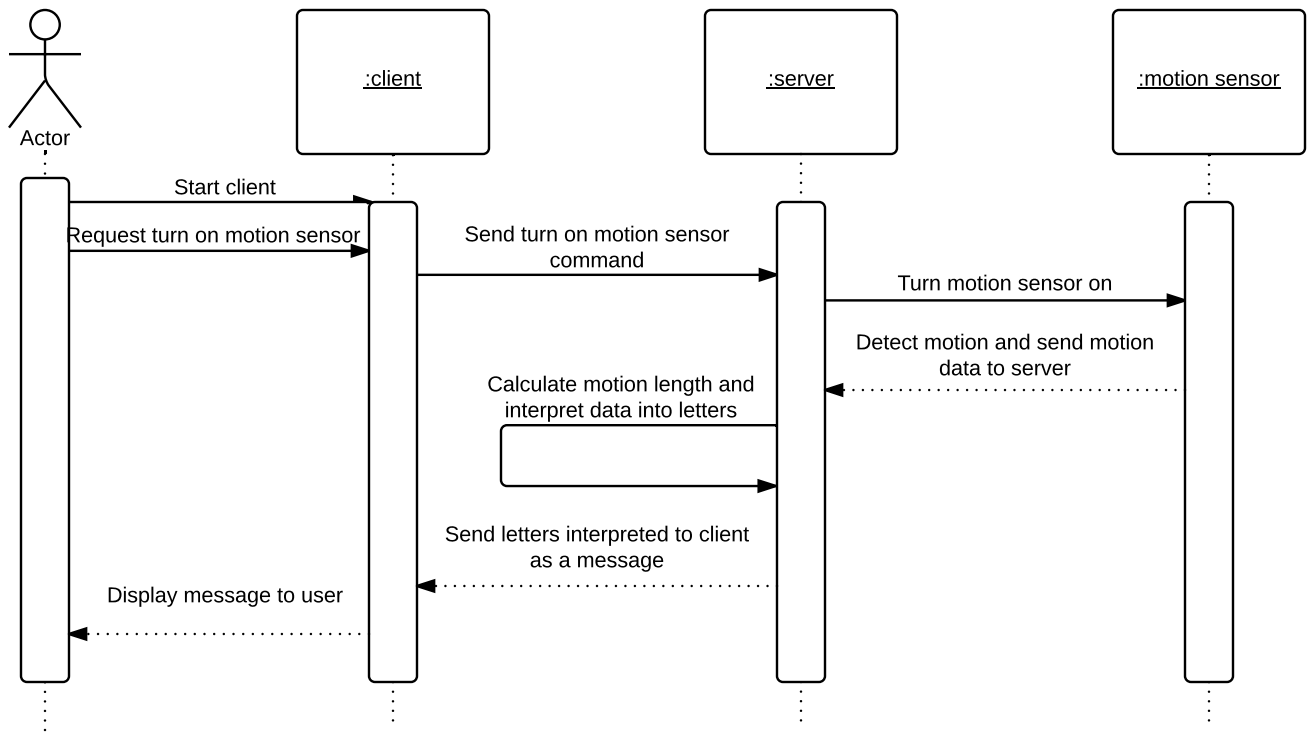 :client
:server
:motion sensor
Actor
Start client
Request turn on motion sensor
Send turn on motion sensor
command
Turn motion sensor on
Detect motion and send motion
data to server
Calculate motion length and
interpret data into letters
Send letters interpreted to client
as a message
Display message to user